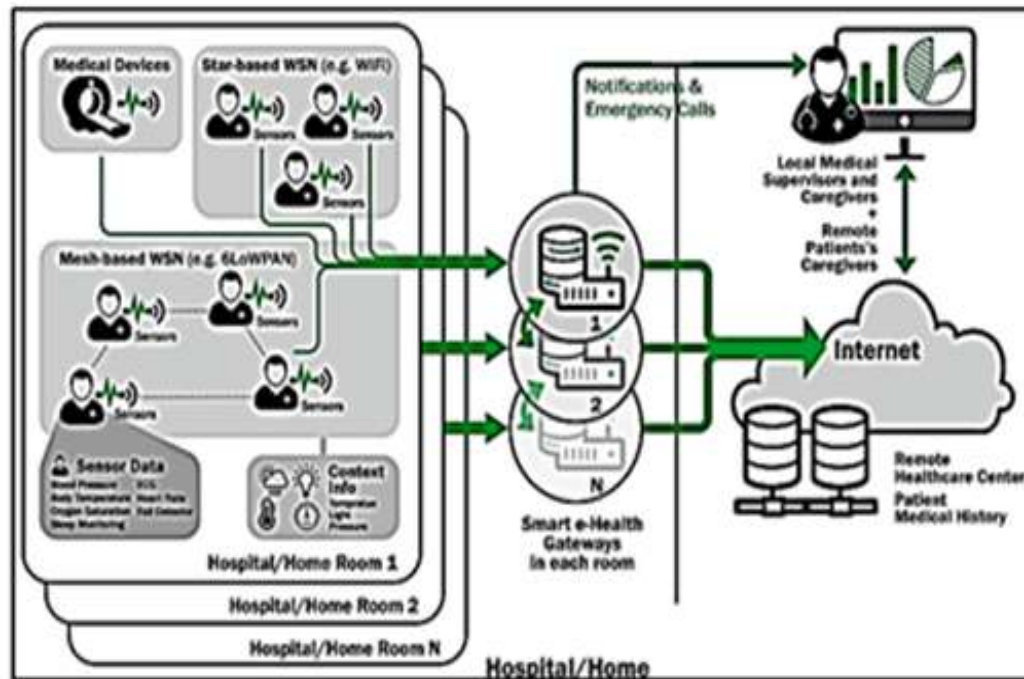 Medical Devices
Star-based WSN (e.g. WiFi)
Sensors
Sensors
Sensors
Mesh-based WSN (e.g. 6LoWPAN)
Sensors
Sensors
Sensors
Sensors
Sensor Data
Blood Pressure ECG
Body Temperature Heart Rate
Oxygen Saturation Fall Detector
Sleep Monitoring
Context
Info
Temperature
Light
Pressure
Hospital/Home Room 1
Hospital/Home Room 2
Hospital/Home Room N
Notifications &
Emergency Calls
1
2
N
Smart e-Health
Gateways
in each room
Local Medical
Supervisors and
Caregivers
+
Remote
Patients's
Caregivers
Internet
Remote
Healthcare Center
Patient
Medical History
Hospital/Home